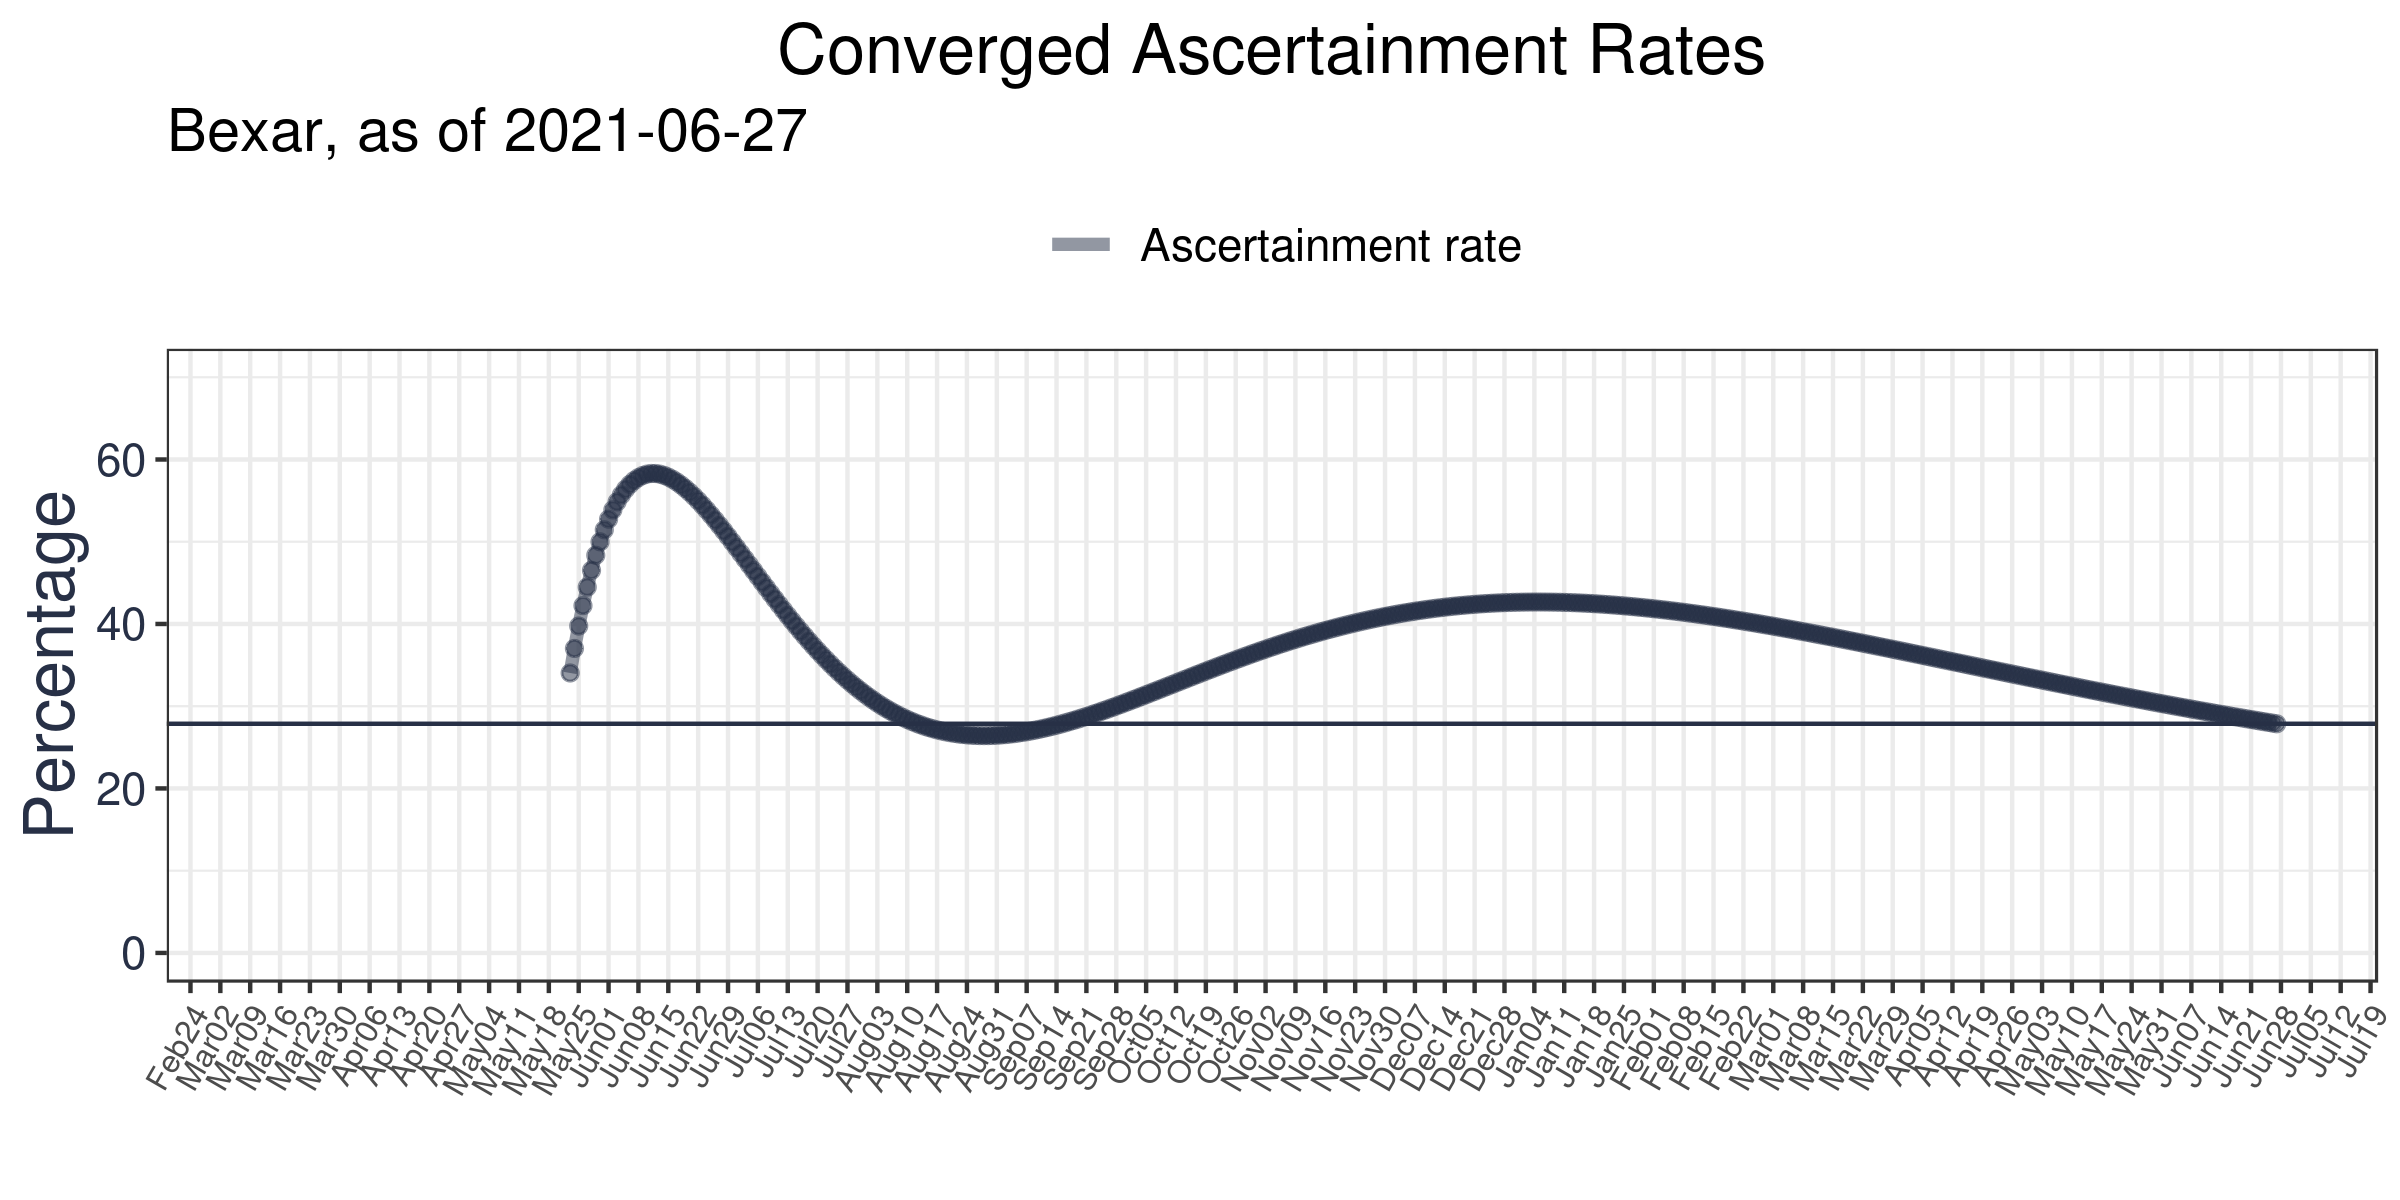 Converged Ascertainment Rates
Bexar, as of 2021-06-27
Ascertainment rate
Percentage
60
40
20
0
Feb24
Mar02
Mar09
Mar16
Mar23
Mar30
Apr06
Apr13
Apr20
Apr27
May04
May11
May18
May25
Jun01
Jun08
Jun15
Jun22
Jun29
Jul06
Jul13
Jul20
Jul27
Aug03
Aug10
Aug17
Aug24
Aug31
Sep07
Sep14
Sep21
Sep28
Oct05
Oct12
Oct19
Oct26
Nov02
Nov09
Nov16
Nov23
Nov30
Dec07
Dec14
Dec21
Dec28
Jan04
Jan11
Jan18
Jan25
Feb01
Feb08
Feb15
Feb22
Mar01
Mar08
Mar15
Mar22
Mar29
Apr05
Apr12
Apr19
Apr26
May03
May10
May17
May24
May31
Jun07
Jun14
Jun21
Jun28
Jul05
Jul12
Jul19